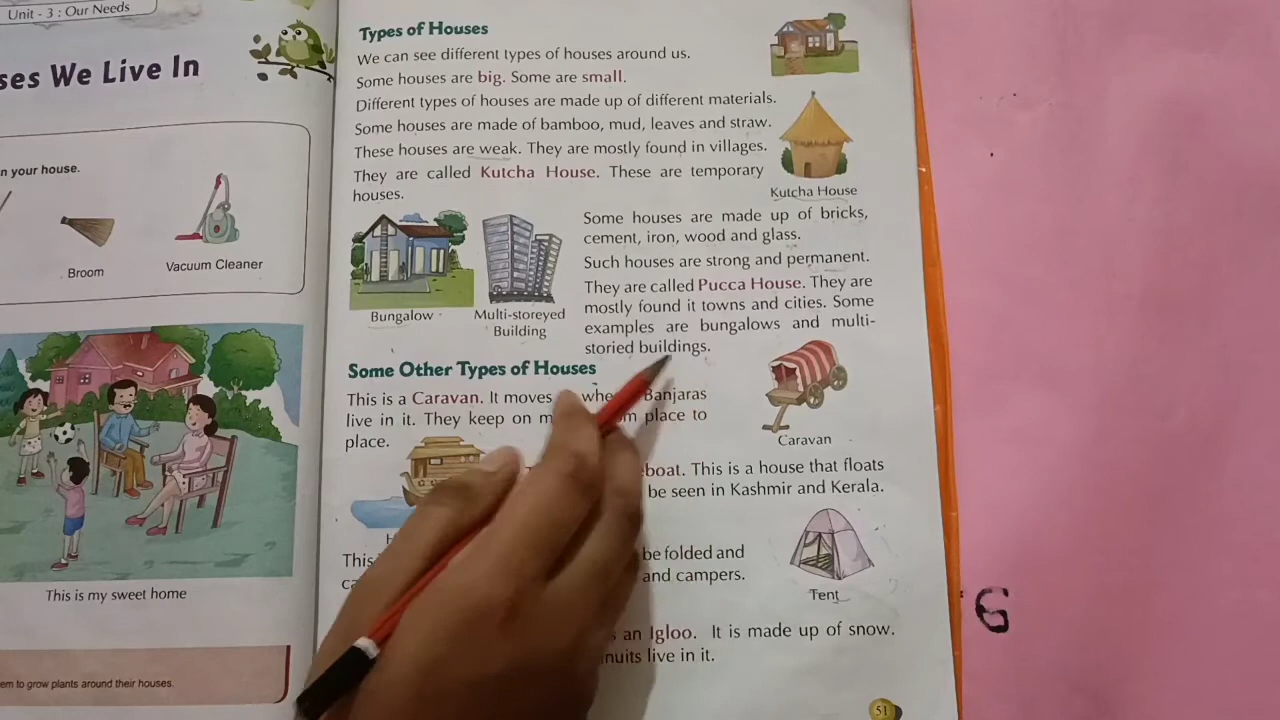 Unit - 3 : Our Needs
We Live In
n your house.
Broom
Vacuum Cleaner
This is my sweet home
to grow plants around their houses.
Types of Houses
We can see different types of houses around us.
Some houses are big. Some are small.
Different types of houses are made up of different materials.
Some houses are made of bamboo, mud, leaves and straw.
These houses are weak. They are mostly found in villages.
They are called Kutcha House. These are temporary
houses.
Kutcha House
Some houses are made up of bricks,
cement, iron, wood and glass.
Such houses are strong and permanent.
They are called Pucca House. They are
mostly found it towns and cities. Some
examples are bungalows and multi-
storied buildings.
Bungalow
Multi-storeyed
Building
Some Other Types of Houses
This is a Caravan. It moves Banjaras
live in it. They keep on place to
place.
Caravan
boat. This is a house that floats
be seen in Kashmir and Kerala.
This
be folded and
and campers.
Tent
an Igloo. It is made up of snow.
live in it.
51
G